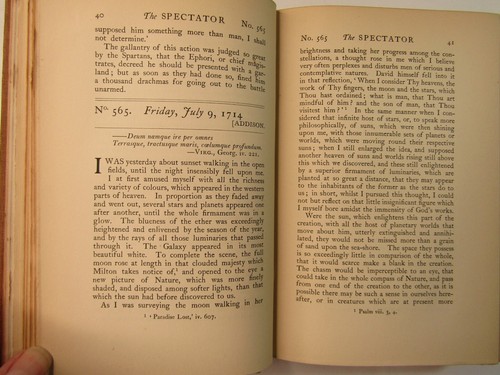 40 The SPECTATOR No. 565
supposed him something more than man, I shall
not determine.'
The gallantry of this action was judged so great
by the Spartans, that the Ephori, or chief magis-
trates, decreed he should be presented with a gar-
land; but as soon as they had done so, fined him
a thousand drachmas for going out to the battle
unarmed.
No. 565. Friday, July 9, 1714
[ADDISON.
—Deum namque ire per omnes
Terrasque, tractusque maris, cœlumque profundum.
—VIRG., Georg. iv. 221.
I WAS yesterday about sunset walking in the open
fields, until the night insensibly fell upon me.
I at first amused myself with all the richness
and variety of colours, which appeared in the western
parts of heaven. In proportion as they faded away
and went out, several stars and planets appeared one
after another, until the whole firmament was in a
glow. The blueness of the ether was exceedingly
heightened and enlivened by the season of the year,
and by the rays of all those luminaries that passed
through it. The Galaxy appeared in its most
beautiful white. To complete the scene, the full
moon rose at length in that clouded majesty which
Milton takes notice of,¹ and opened to the eye a
new picture of Nature, which was more finely
shaded, and disposed among softer lights, than that
which the sun had before discovered to us.
As I was surveying the moon walking in her
¹ 'Paradise Lost,' iv. 607.
No. 565 The SPECTATOR 41
brightness and taking her progress among the con-
stellations, a thought rose in me which I believe
very often perplexes and disturbs men of serious and
contemplative natures. David himself fell into it
in that reflection, 'When I consider Thy heavens, the
work of Thy fingers, the moon and the stars, which
Thou hast ordained; what is man, that Thou art
mindful of him? and the son of man, that Thou
visitest him?'¹ In the same manner when I con-
sidered that infinite host of stars, or, to speak more
philosophically, of suns, which were then shining
upon me, with those innumerable sets of planets or
worlds, which were moving round their respective
suns; when I still enlarged the idea, and supposed
another heaven of suns and worlds rising still above
this which we discovered, and these still enlightened
by a superior firmament of luminaries, which are
planted at so great a distance, that they may appear
to the inhabitants of the former as the stars do to
us; in short, whilst I pursued this thought, I could
not but reflect on that little insignificant figure which
I myself bore amidst the immensity of God's works.
Were the sun, which enlightens this part of the
creation, with all the host of planetary worlds that
move about him, utterly extinguished and annihi-
lated, they would not be missed more than a grain
of sand upon the sea-shore. The space they possess
is so exceedingly little in comparison of the whole,
that it would scarce make a blank in the creation.
The chasm would be imperceptible to an eye, that
could take in the whole compass of Nature, and pass
from one end of the creation to the other, as it is
possible there may be such a sense in ourselves here-
after, or in creatures which are at present more
¹ Psalm viii. 3, 4.